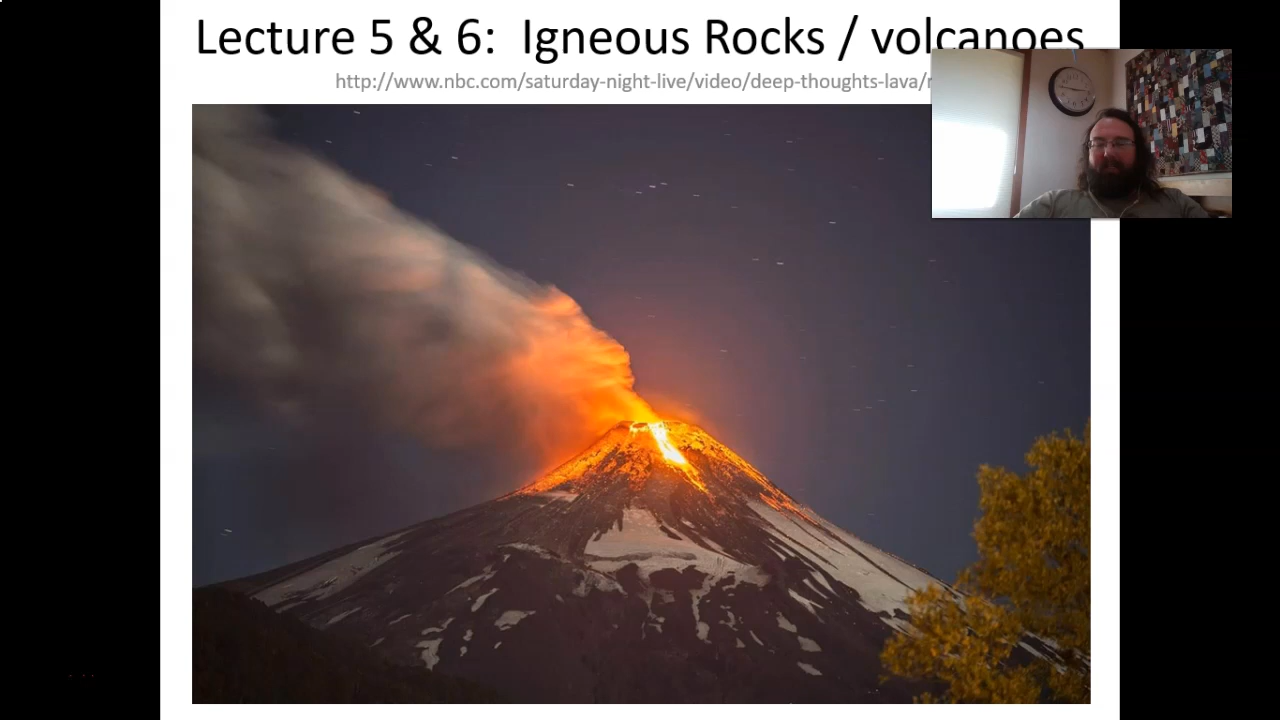 Lecture 5 & 6:  Igneous Rocks / volcanoes
http://www.nbc.com/saturday-night-live/video/deep-thoughts-lava/